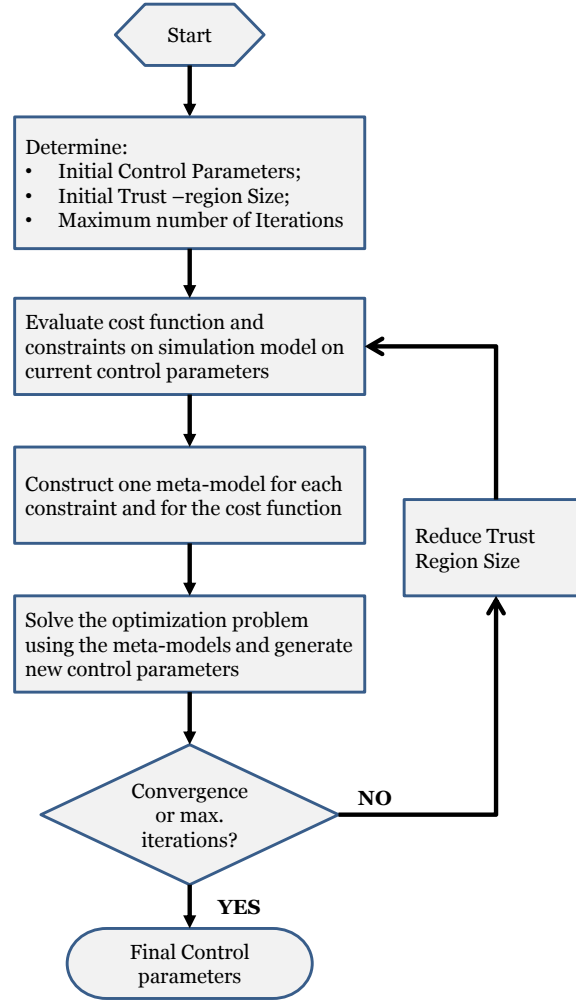 Start
Determine:
• Initial Control Parameters;
• Initial Trust –region Size;
• Maximum number of Iterations
Evaluate cost function and
constraints on simulation model on
current control parameters
Construct one meta-model for each
constraint and for the cost function
Reduce Trust
Region Size
Solve the optimization problem
using the meta-models and generate
new control parameters
Convergence
or max.
iterations?
NO
YES
Final Control
parameters